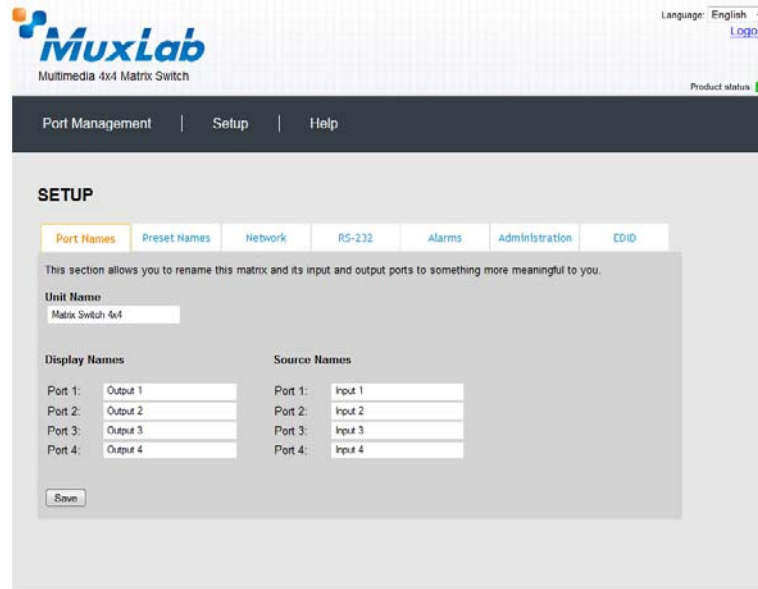 Language: English
MuxLab
Multimedia 4x4 Matrix Switch
Product status:
Port Management | Setup | Help
SETUP
Port Names Preset Names Network RS-232 Alarms Administration EDID
This section allows you to rename this matrix and its input and output ports to something more meaningful to you.
Unit Name
Matrix Switch 4x4
Display Names Source Names
Port 1: Output 1 Port 1: Input 1
Port 2: Output 2 Port 2: Input 2
Port 3: Output 3 Port 3: Input 3
Port 4: Output 4 Port 4: Input 4
Save